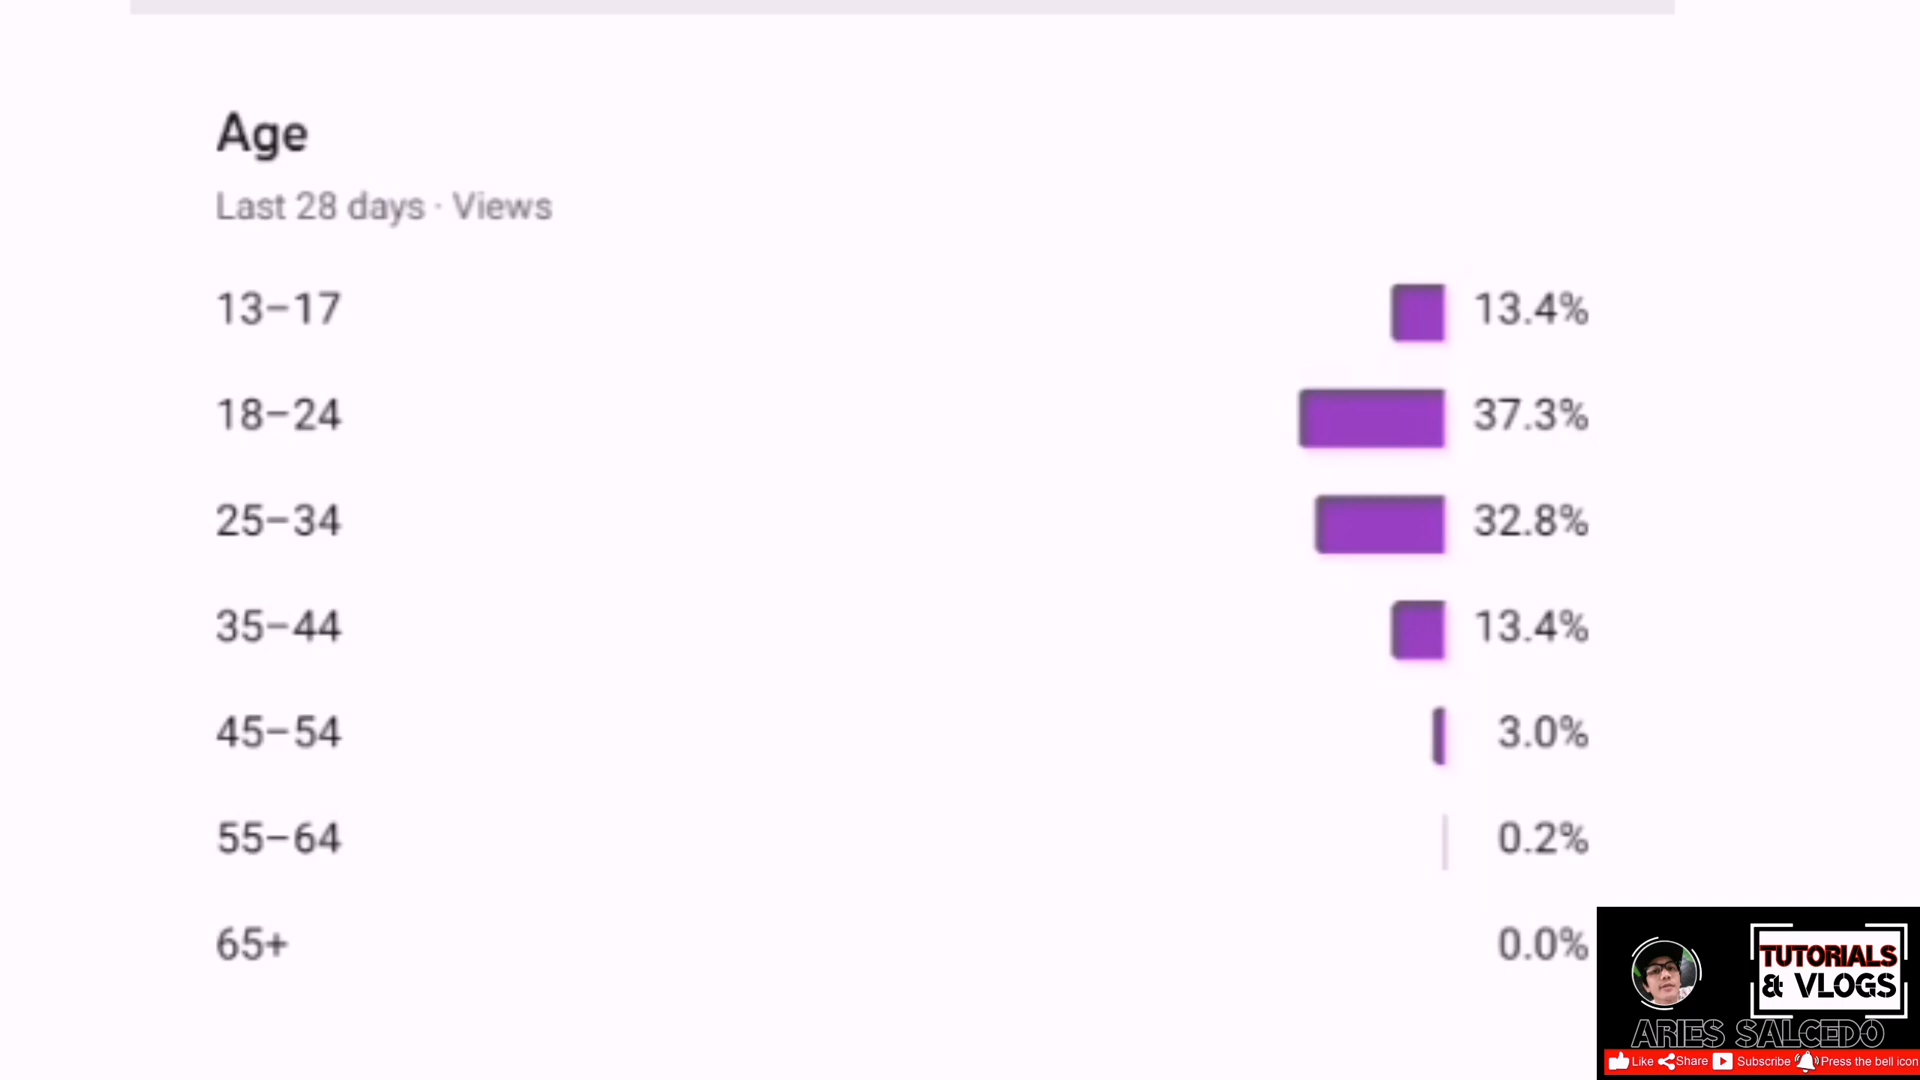 Age
Last 28 days · Views
13–17 13.4%
18–24 37.3%
25–34 32.8%
35–44 13.4%
45–54 3.0%
55–64 0.2%
65+ 0.0%
TUTORIALS
& VLOGS
ARIES SALCEDO
Like Share Subscribe Press the bell icon